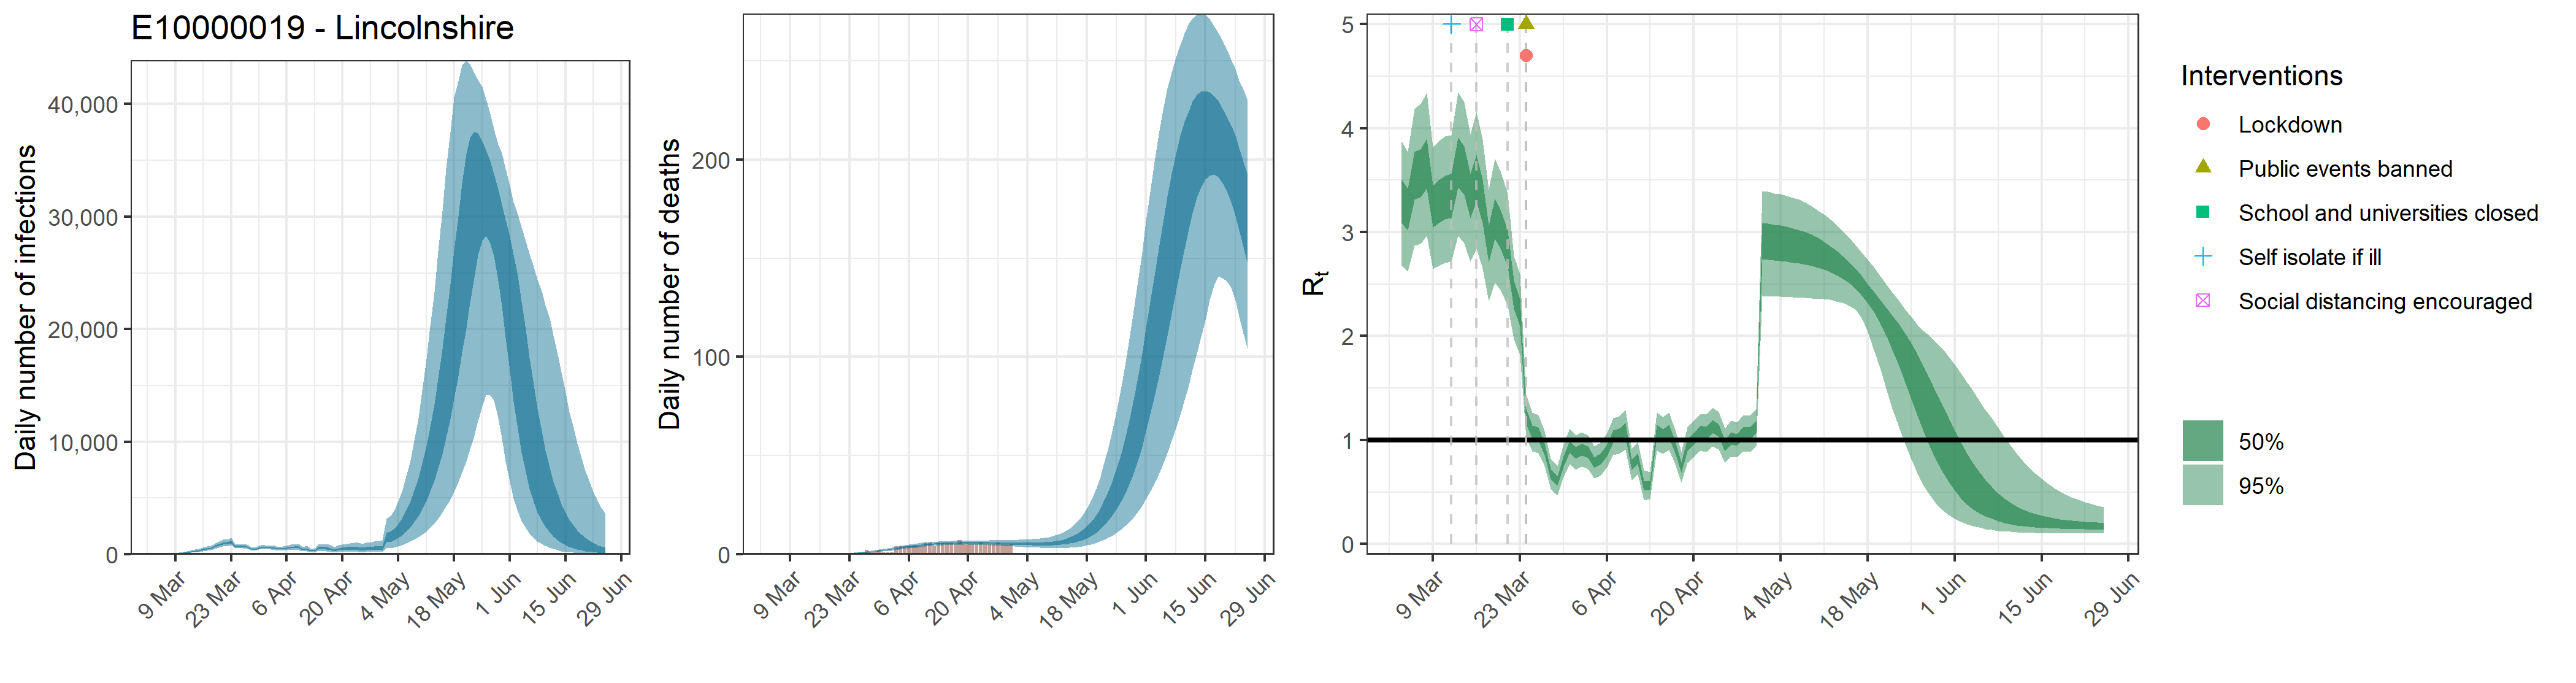 E10000019 - Lincolnshire
Daily number of infections
40,000
30,000
20,000
10,000
0
9 Mar
23 Mar
6 Apr
20 Apr
4 May
18 May
1 Jun
15 Jun
29 Jun
Daily number of deaths
200
100
0
9 Mar
23 Mar
6 Apr
20 Apr
4 May
18 May
1 Jun
15 Jun
29 Jun
Rt
5
4
3
2
1
0
9 Mar
23 Mar
6 Apr
20 Apr
4 May
18 May
1 Jun
15 Jun
29 Jun
Interventions
Lockdown
Public events banned
School and universities closed
Self isolate if ill
Social distancing encouraged
50%
95%